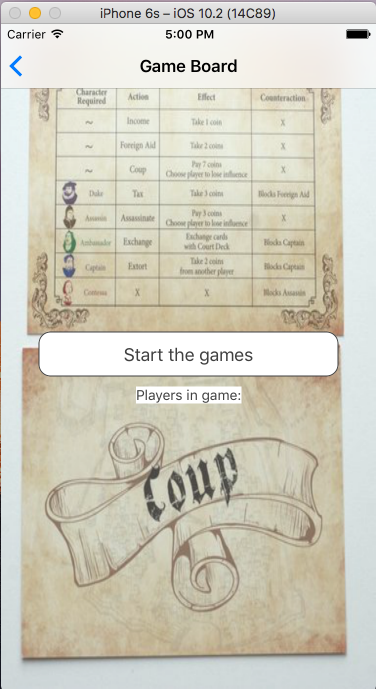 iPhone 6s – iOS 10.2 (14C89)
Carrier 5:00 PM
Game Board
Character Required Action Effect Counteraction
~ Income Take 1 coin X
~ Foreign Aid Take 2 coins X
~ Coup Pay 7 coins
Choose player to lose influence X
Duke Tax Take 3 coins Blocks Foreign Aid
Assassin Assassinate Pay 3 coins
Choose player to lose influence X
Ambassador Exchange Exchange cards
with Court Deck Blocks Captain
Captain Extort Take 2 coins
from another player Blocks Captain
Contessa X X Blocks Assassin
Start the games
Players in game:
Coup